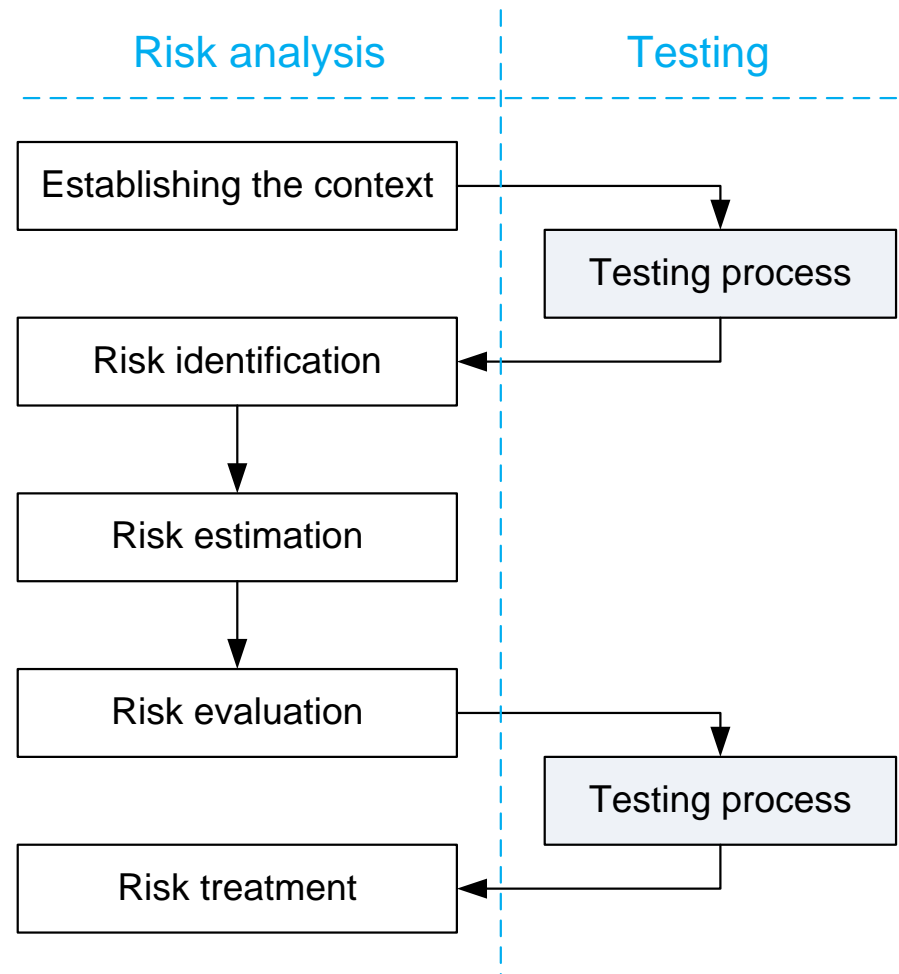 Risk analysis
Testing
Establishing the context
Testing process
Risk identification
Risk estimation
Risk evaluation
Testing process
Risk treatment